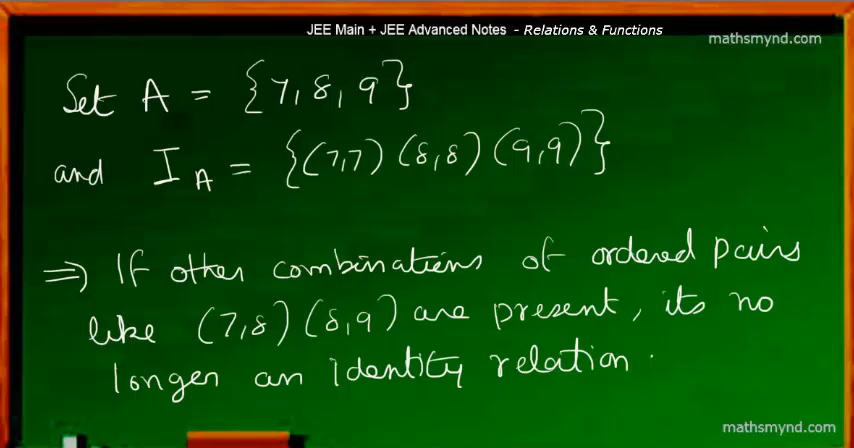 JEE Main + JEE Advanced Notes - Relations & Functions
mathsmynd.com
Set A = {7, 8, 9}
and I_A = {(7,7) (8,8) (9,9)}
⇒ If other combinations of ordered pairs
like (7,8) (8,9) are present, its no
longer an identity relation.
mathsmynd.com